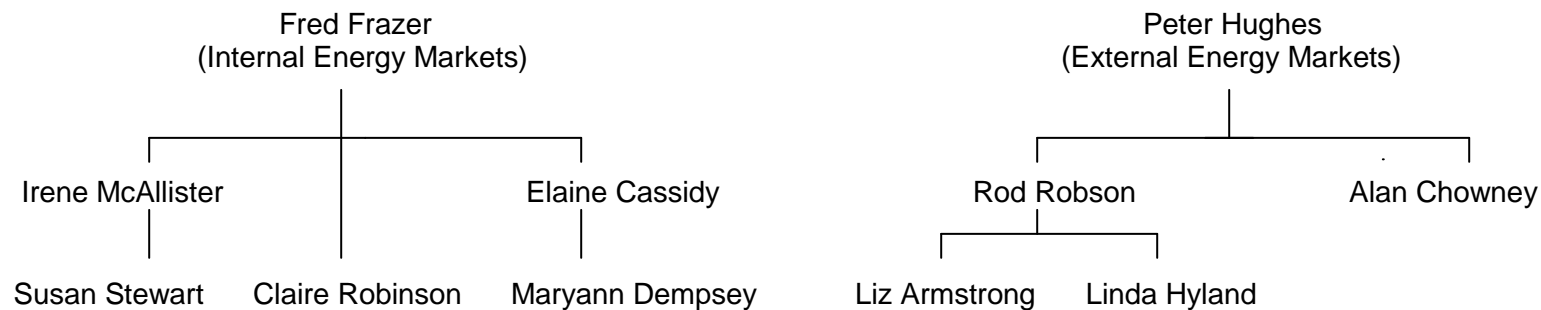 Fred Frazer
(Internal Energy Markets)
Peter Hughes
(External Energy Markets)
Irene McAllister
Elaine Cassidy
Rod Robson
Alan Chowney
Susan Stewart
Claire Robinson
Maryann Dempsey
Liz Armstrong
Linda Hyland